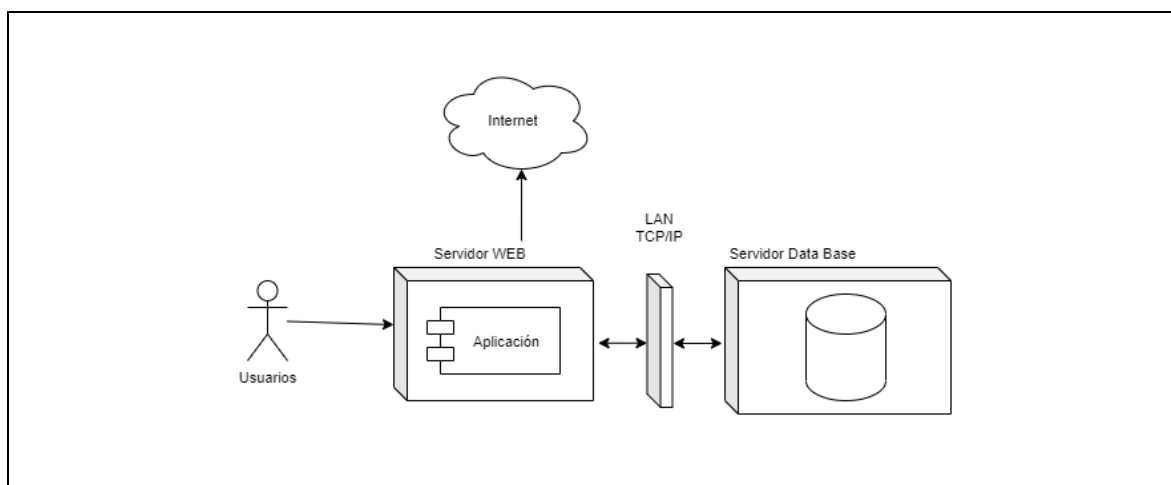 Internet
LAN
TCP/IP
Servidor WEB
Servidor Data Base
Aplicación
Usuarios